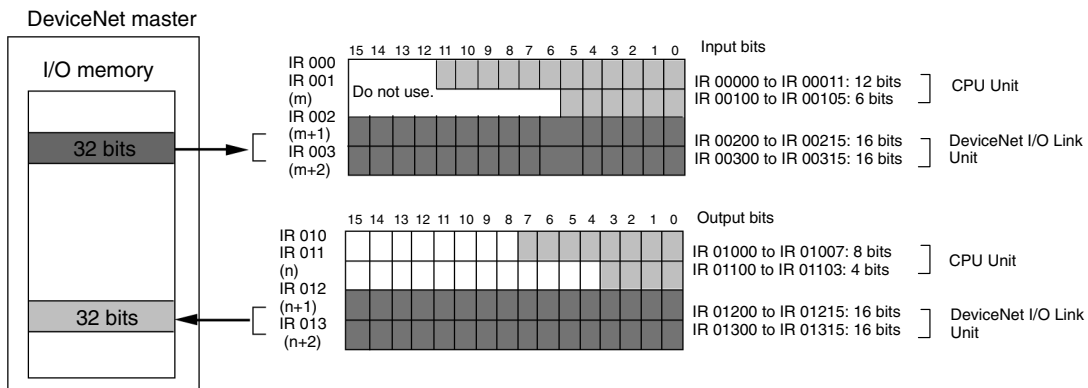 DeviceNet master
I/O memory
32 bits
32 bits
15 14 13 12 11 10 9 8 7 6 5 4 3 2 1 0
Input bits
IR 000
IR 001
(m)
IR 002
(m+1)
IR 003
(m+2)
Do not use.
IR 00000 to IR 00011: 12 bits
IR 00100 to IR 00105: 6 bits
CPU Unit
IR 00200 to IR 00215: 16 bits
IR 00300 to IR 00315: 16 bits
DeviceNet I/O Link
Unit
15 14 13 12 11 10 9 8 7 6 5 4 3 2 1 0
Output bits
IR 010
IR 011
(n)
IR 012
(n+1)
IR 013
(n+2)
IR 01000 to IR 01007: 8 bits
IR 01100 to IR 01103: 4 bits
CPU Unit
IR 01200 to IR 01215: 16 bits
IR 01300 to IR 01315: 16 bits
DeviceNet I/O Link
Unit